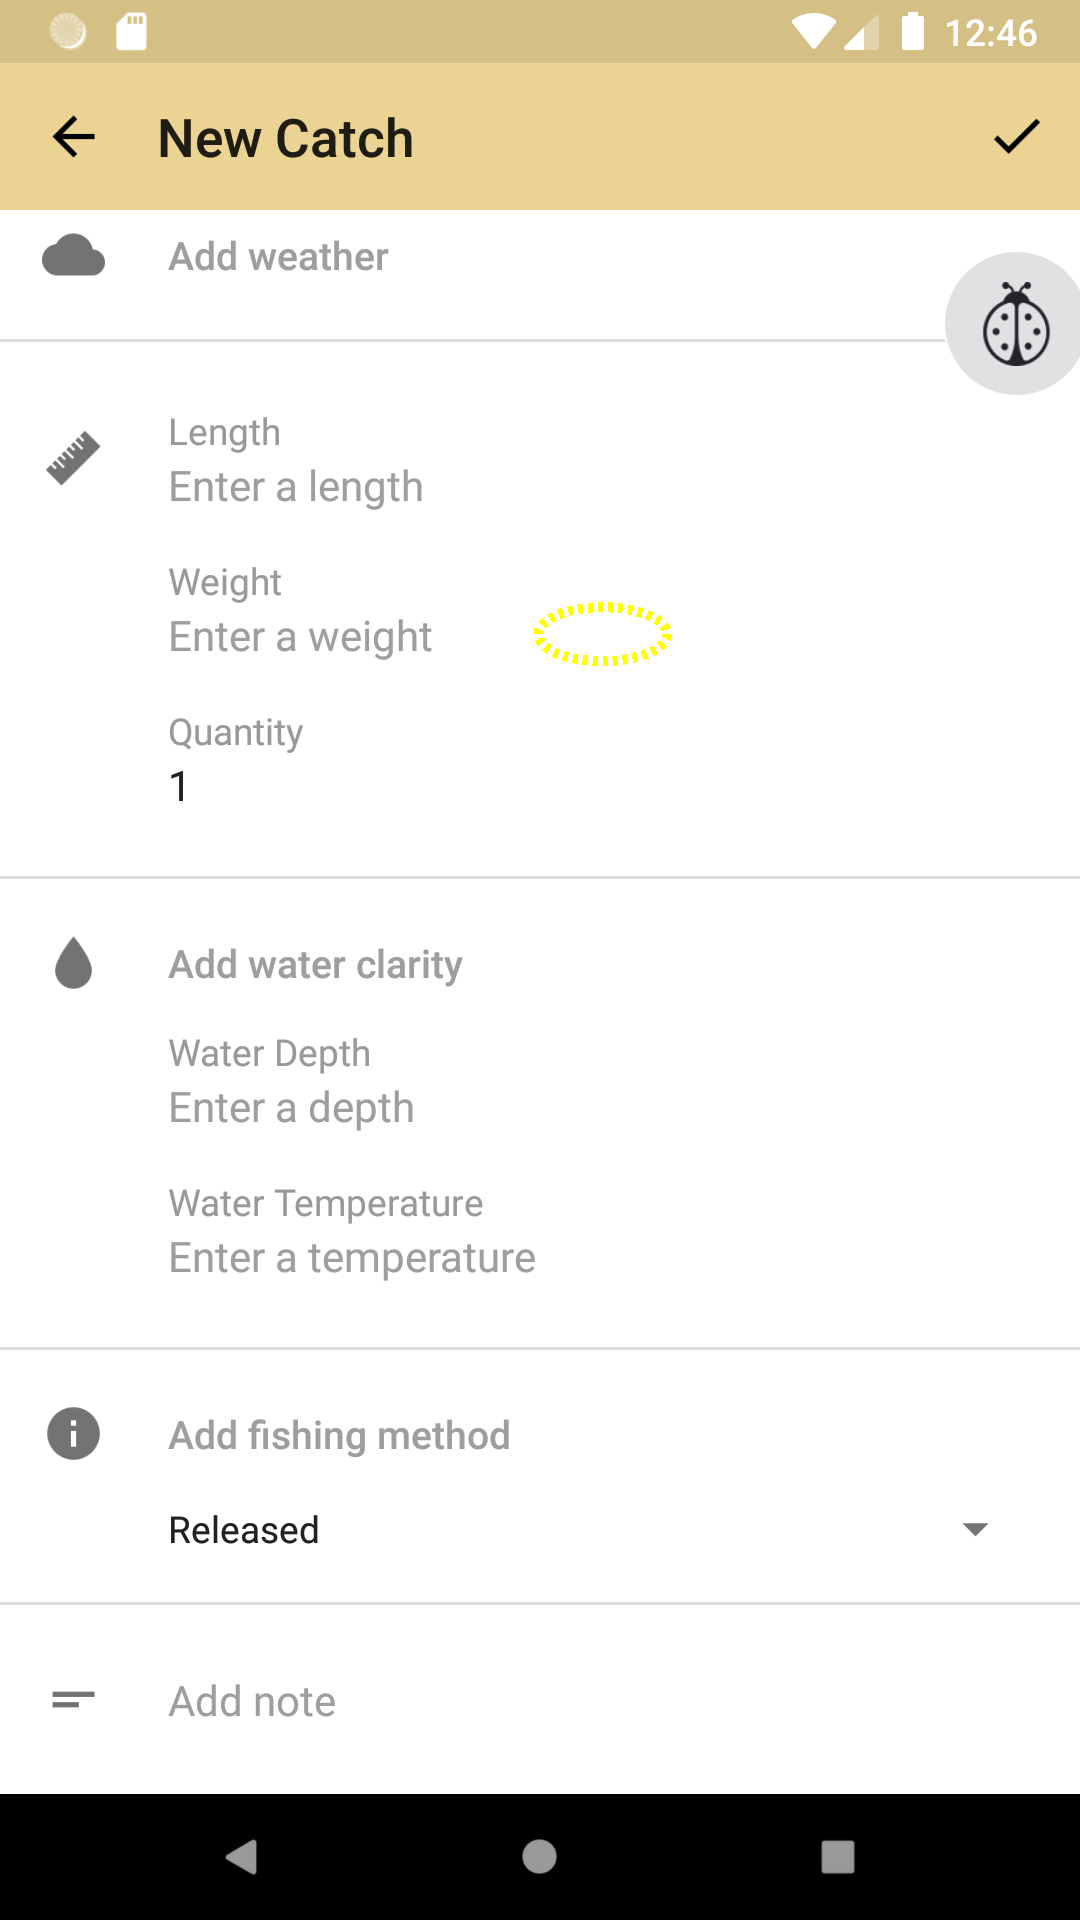 12:46
New Catch
Add weather
Length
Enter a length
Weight
Enter a weight
Quantity
1
Add water clarity
Water Depth
Enter a depth
Water Temperature
Enter a temperature
Add fishing method
Released
Add note